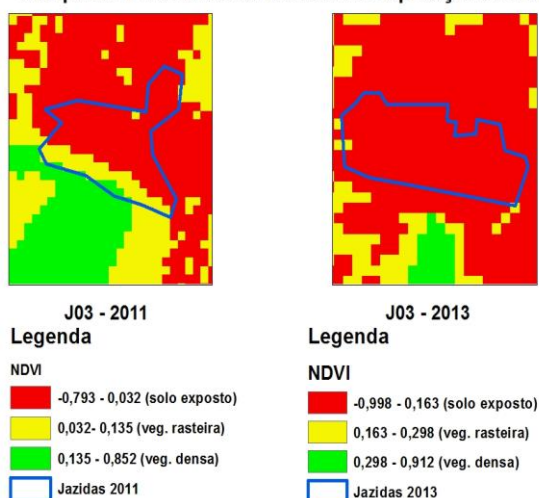 J03 - 2011
Legenda
NDVI
-0,793 - 0,032 (solo exposto)
0,032- 0,135 (veg. rasteira)
0,135 - 0,852 (veg. densa)
Jazidas 2011
J03 - 2013
Legenda
NDVI
-0,998 - 0,163 (solo exposto)
0,163 - 0,298 (veg. rasteira)
0,298 - 0,912 (veg. densa)
Jazidas 2013